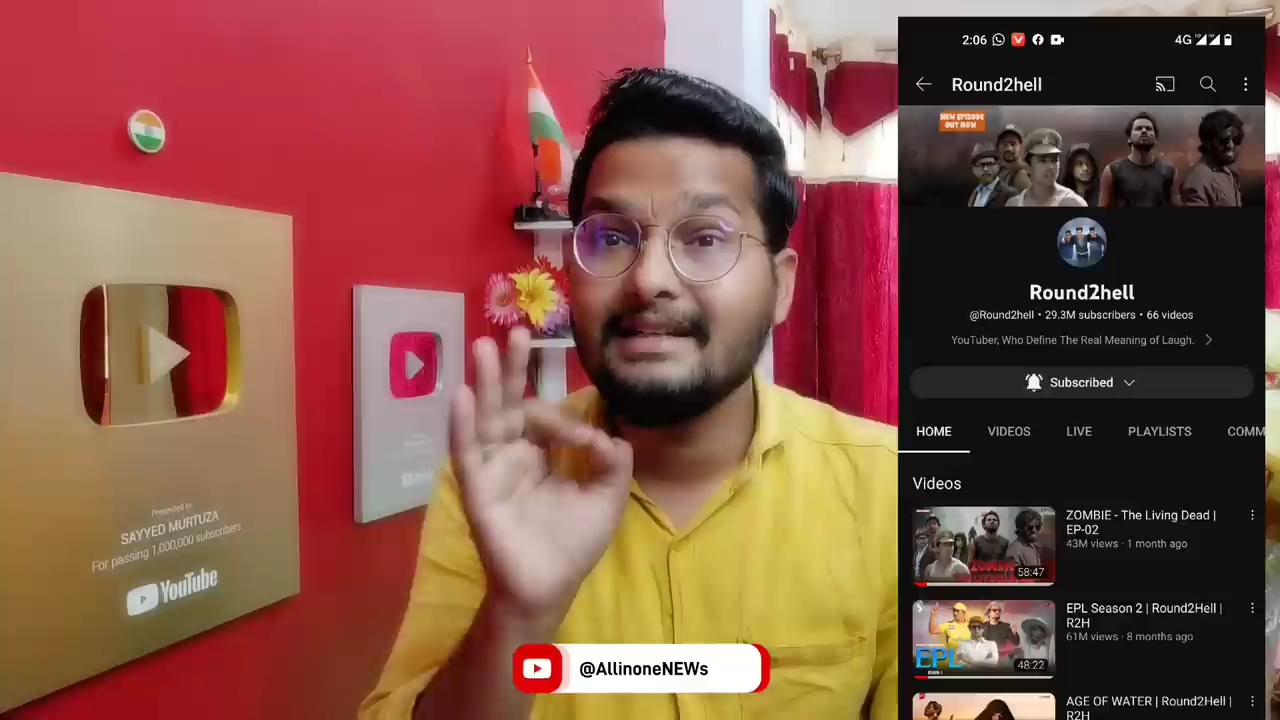 Presented to
SAYYED MURTUZA
For passing 1,000,000 subscribers
YouTube
@AllinoneNEWs
2:06
4G
Round2hell
NEW EPISODE
OUT NOW
Round2hell
@Round2hell • 29.3M subscribers • 66 videos
YouTuber, Who Define The Real Meaning of Laugh.
Subscribed
HOME VIDEOS LIVE PLAYLISTS COMM
Videos
ZOMBIE - The Living Dead |
EP-02
43M views · 1 month ago
58:47
EPL Season 2 | Round2Hell |
R2H
61M views · 8 months ago
EPL
48:22
AGE OF WATER | Round2Hell |
R2H